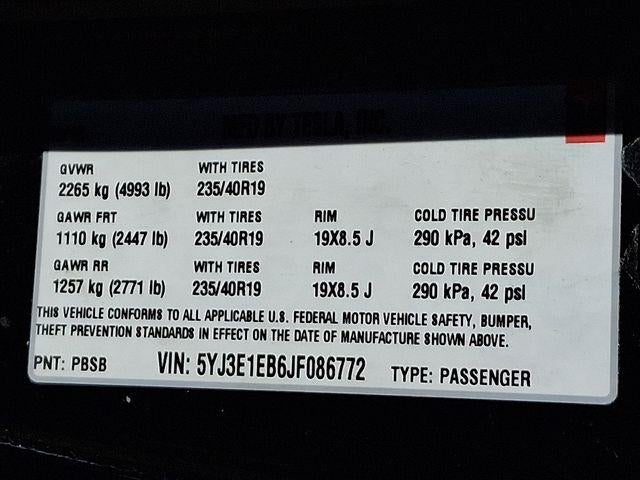 MFD BY TESLA, INC.
GVWR WITH TIRES
2265 kg (4993 lb) 235/40R19
GAWR FRT WITH TIRES RIM COLD TIRE PRESSU
1110 kg (2447 lb) 235/40R19 19X8.5 J 290 kPa, 42 psi
GAWR RR WITH TIRES RIM COLD TIRE PRESSU
1257 kg (2771 lb) 235/40R19 19X8.5 J 290 kPa, 42 psi
THIS VEHICLE CONFORMS TO ALL APPLICABLE U.S. FEDERAL MOTOR VEHICLE SAFETY, BUMPER,
THEFT PREVENTION STANDARDS IN EFFECT ON THE DATE OF MANUFACTURE SHOWN ABOVE.
PNT: PBSB VIN: 5YJ3E1EB6JF086772 TYPE: PASSENGER